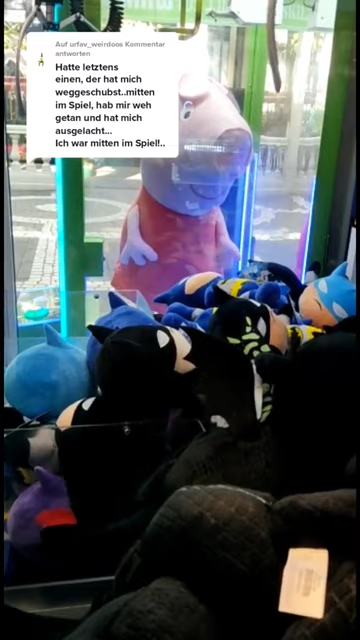 Auf urfav_weirdoos Kommentar
antworten
Hatte letztens
einen, der hat mich
weggeschubst..mitten
im Spiel, hab mir weh
getan und hat mich
ausgelacht...
Ich war mitten im Spiel!..